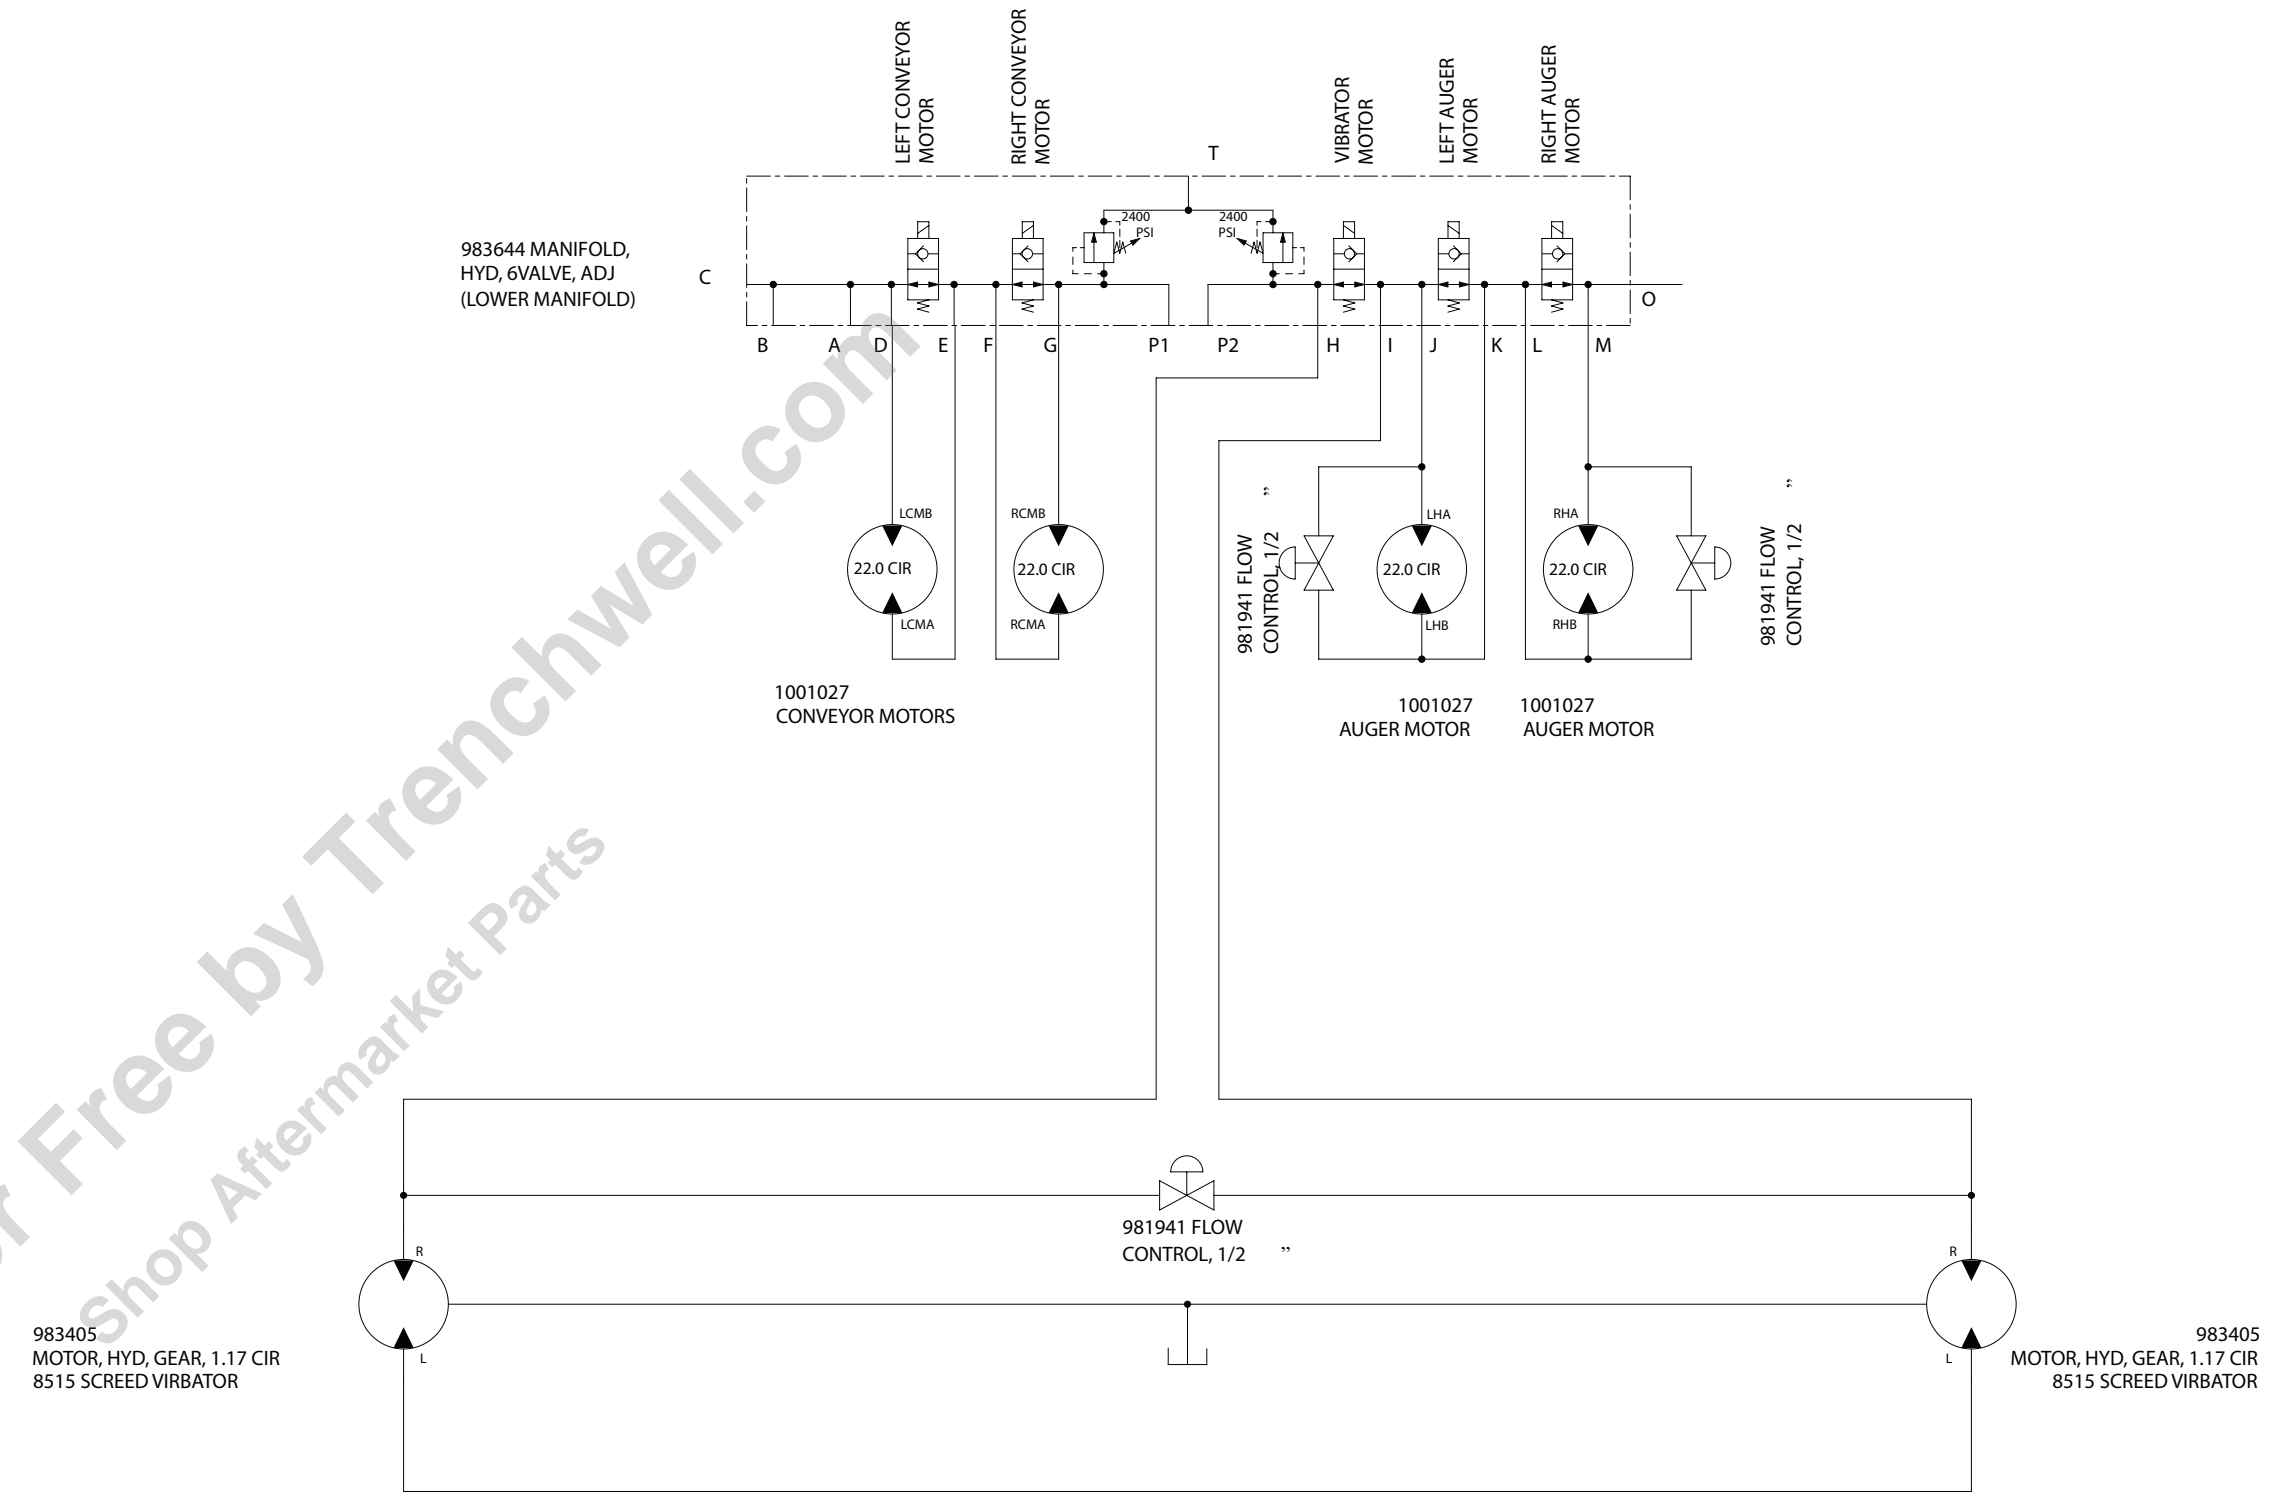 LEFT CONVEYOR
MOTOR
RIGHT CONVEYOR
MOTOR
T
VIBRATOR
MOTOR
LEFT AUGER
MOTOR
RIGHT AUGER
MOTOR
983644 MANIFOLD,
HYD, 6VALVE, ADJ
(LOWER MANIFOLD)
C
2400
PSI
2400
PSI
O
B
A
D
E
F
G
P1
P2
H
I
J
K
L
M
LCMB
22.0 CIR
LCMA
RCMB
22.0 CIR
RCMA
981941 FLOW
CONTROL, 1/2 ”
LHA
22.0 CIR
LHB
RHA
22.0 CIR
RHB
981941 FLOW
CONTROL, 1/2 ”
1001027
CONVEYOR MOTORS
1001027
AUGER MOTOR
1001027
AUGER MOTOR
981941 FLOW
CONTROL, 1/2 ”
R
L
983405
MOTOR, HYD, GEAR, 1.17 CIR
8515 SCREED VIRBATOR
R
L
983405
MOTOR, HYD, GEAR, 1.17 CIR
8515 SCREED VIRBATOR
r Free by Trenchwell.com
Shop Aftermarket Parts